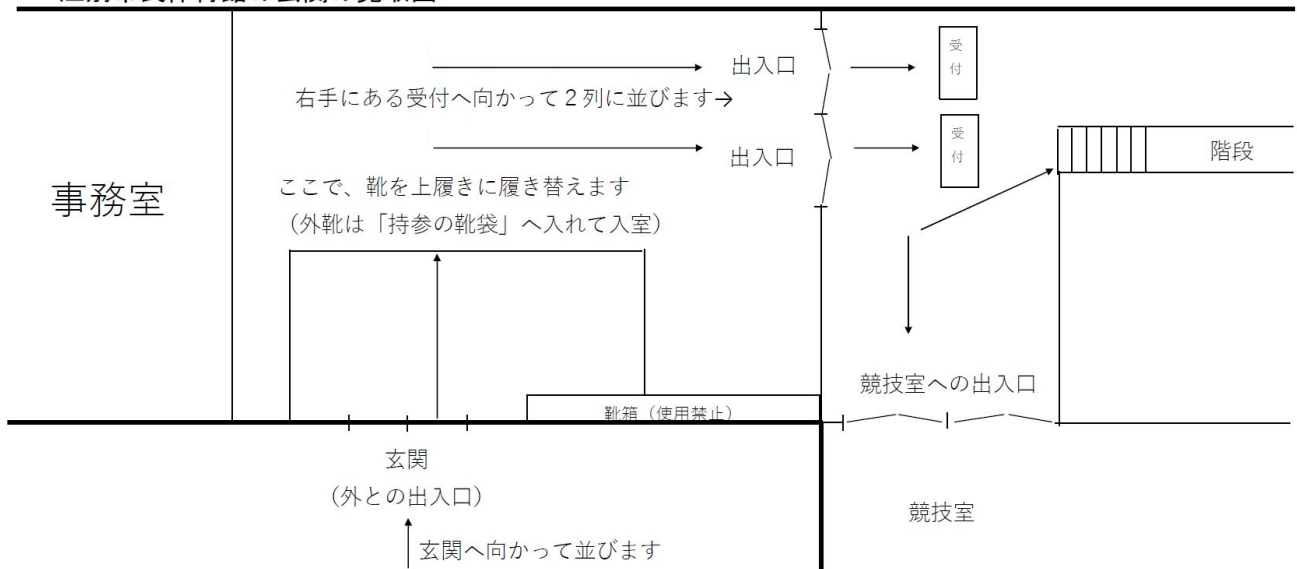 出入口
受付
右手にある受付へ向かって２列に並びます→
出入口
受付
階段
事務室
ここで、靴を上履きに履き替えます
（外靴は「持参の靴袋」へ入れて入室）
競技室への出入口
靴箱（使用禁止）
玄関
（外との出入口）
競技室
玄関へ向かって並びます